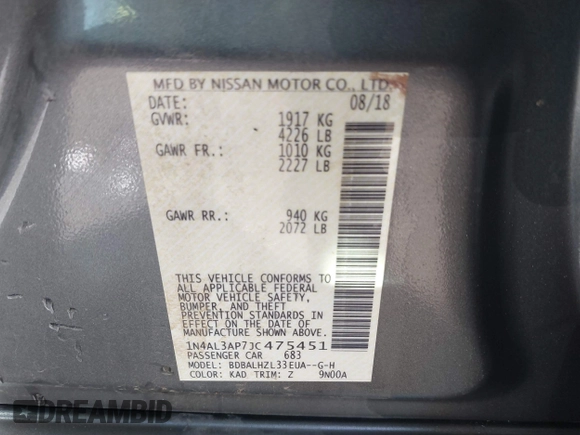 MFD BY NISSAN MOTOR CO., LTD.
DATE: 08/18
GVWR: 1917 KG
4226 LB
GAWR FR.: 1010 KG
2227 LB
GAWR RR.: 940 KG
2072 LB
THIS VEHICLE CONFORMS TO
ALL APPLICABLE FEDERAL
MOTOR VEHICLE SAFETY,
BUMPER, AND THEFT
PREVENTION STANDARDS IN
EFFECT ON THE DATE OF
MANUFACTURE SHOWN ABOVE.
1N4AL3AP7JC475451
PASSENGER CAR 683
MODEL: BDBALHZL33EUA--G-H
COLOR: KAD TRIM: Z 9N00A
DREAMBID